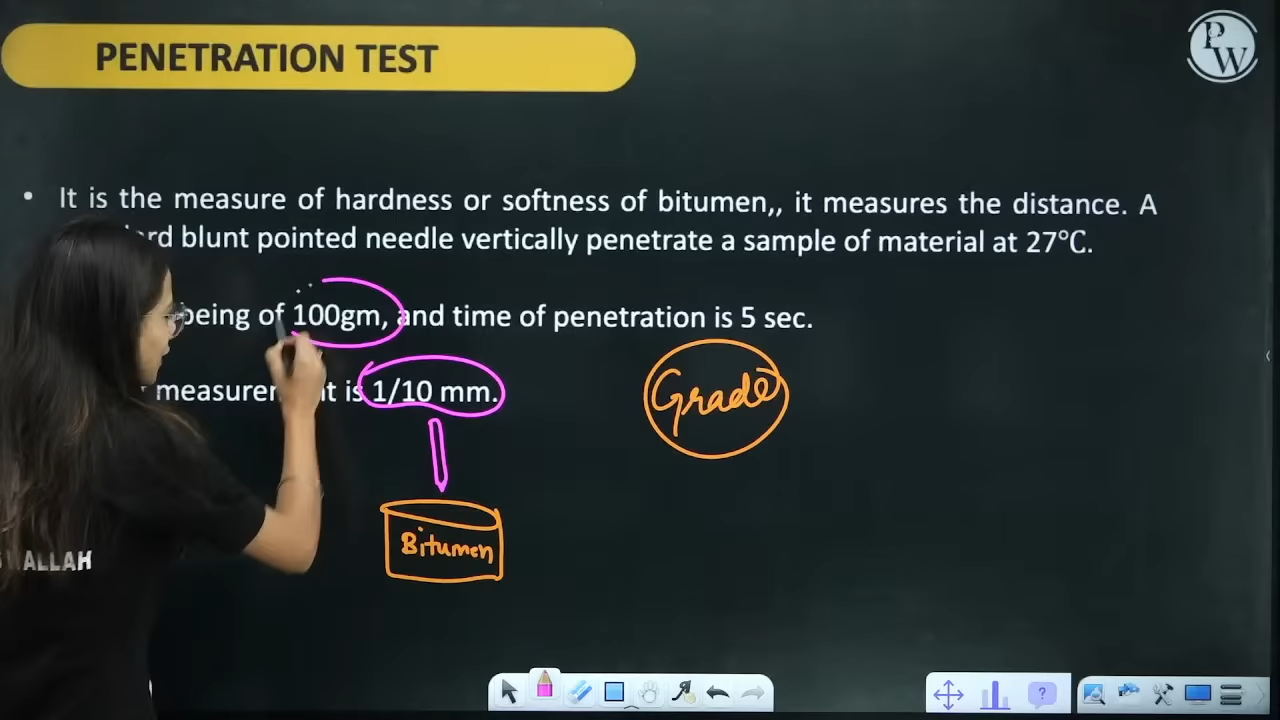 PENETRATION TEST
PW
• It is the measure of hardness or softness of bitumen,, it measures the distance. A
blunt pointed needle vertically penetrate a sample of material at 27°C.
being of 100gm, and time of penetration is 5 sec.
is 1/10 mm.
Grade
Bitumen
WALLAH